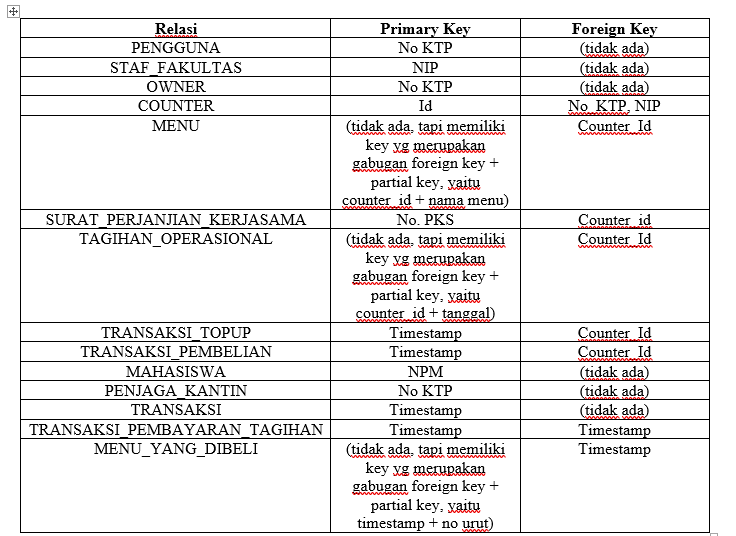 Relasi Primary Key Foreign Key
PENGGUNA No KTP (tidak ada)
STAF_FAKULTAS NIP (tidak ada)
OWNER No KTP (tidak ada)
COUNTER Id No_KTP, NIP
MENU (tidak ada, tapi memiliki Counter_Id
key yg merupakan
gabugan foreign key +
partial key, yaitu
counter_id + nama menu)
SURAT_PERJANJIAN_KERJASAMA No. PKS Counter_id
TAGIHAN_OPERASIONAL (tidak ada, tapi memiliki Counter_Id
key yg merupakan
gabugan foreign key +
partial key, yaitu
counter_id + tanggal)
TRANSAKSI_TOPUP Timestamp Counter_Id
TRANSAKSI_PEMBELIAN Timestamp Counter_Id
MAHASISWA NPM (tidak ada)
PENJAGA_KANTIN No KTP (tidak ada)
TRANSAKSI Timestamp (tidak ada)
TRANSAKSI_PEMBAYARAN_TAGIHAN Timestamp Timestamp
MENU_YANG_DIBELI (tidak ada, tapi memiliki Timestamp
key yg merupakan
gabugan foreign key +
partial key, yaitu
timestamp + no urut)